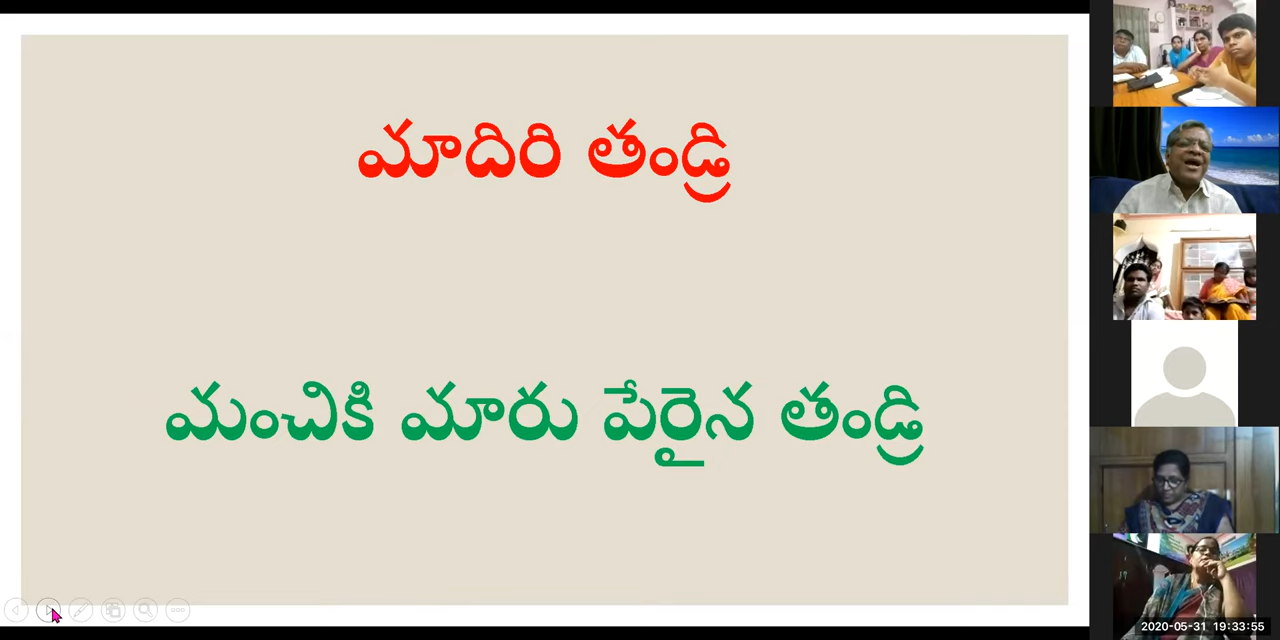 మాదిరి తండ్రి
మంచికి మారు పేరైన తండ్రి
2020-05-31 19:33:55